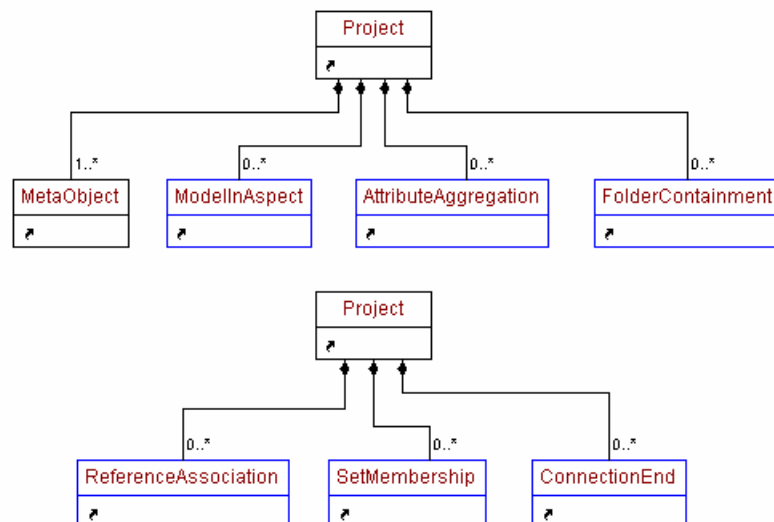 Project
1..*
0..*
0..*
0..*
MetaObject
ModelInAspect
AttributeAggregation
FolderContainment
Project
0..*
0..*
0..*
ReferenceAssociation
SetMembership
ConnectionEnd